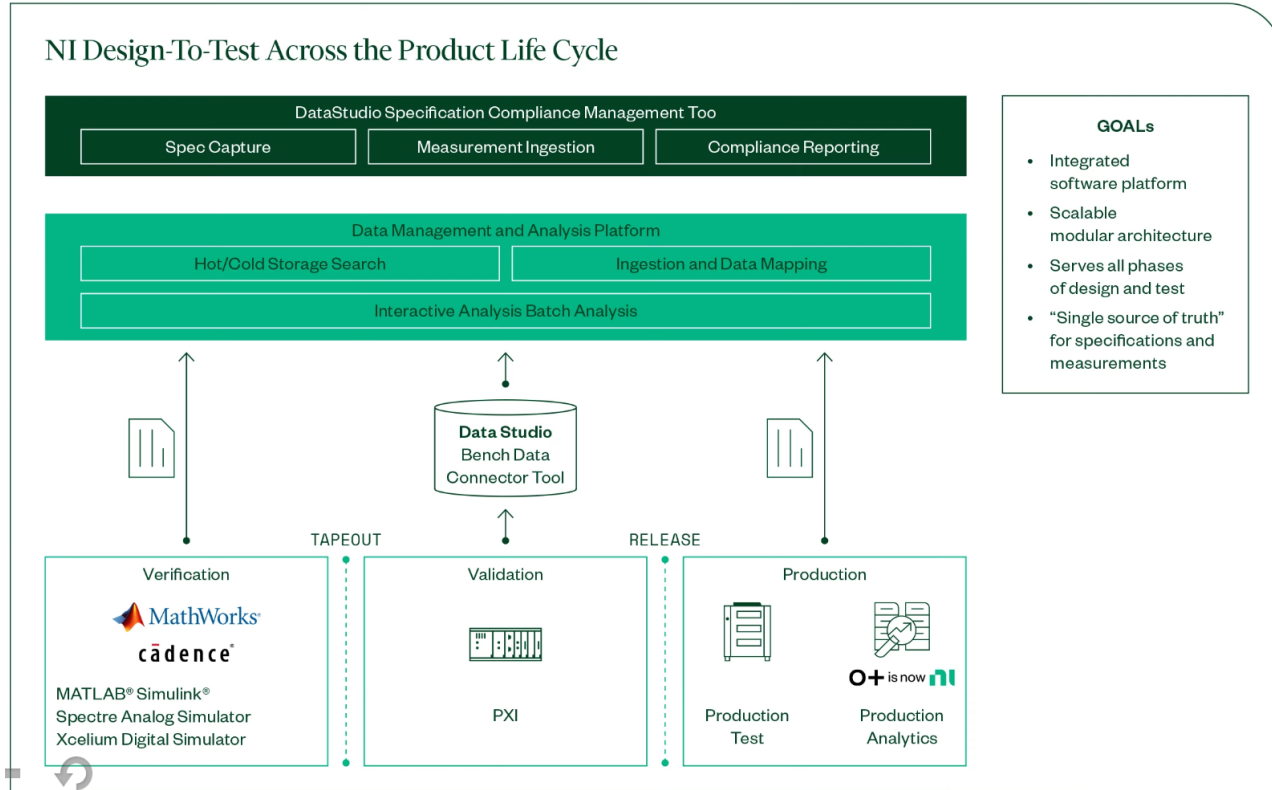 NI Design-To-Test Across the Product Life Cycle
DataStudio Specification Compliance Management Too
Spec Capture
Measurement Ingestion
Compliance Reporting
Data Management and Analysis Platform
Hot/Cold Storage Search
Ingestion and Data Mapping
Interactive Analysis Batch Analysis
GOALs
• Integrated
software platform
• Scalable
modular architecture
• Serves all phases
of design and test
• “Single source of truth”
for specifications and
measurements
Data Studio
Bench Data
Connector Tool
TAPEOUT
RELEASE
Verification
MathWorks®
cādence®
MATLAB® Simulink®
Spectre Analog Simulator
Xcelium Digital Simulator
Validation
PXI
Production
O+ is now ni
Production
Test
Production
Analytics